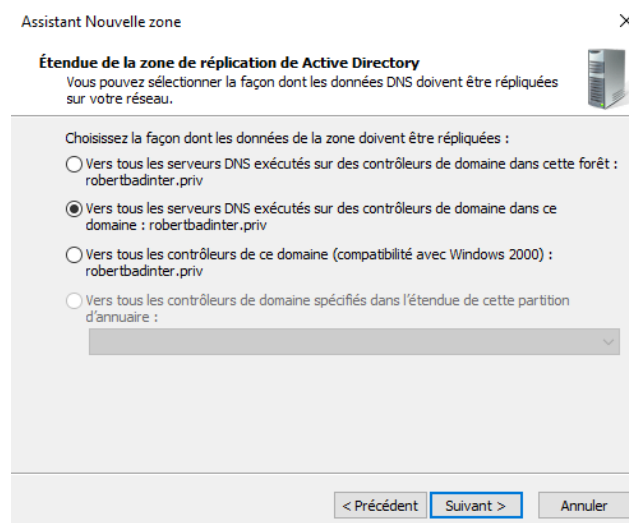 Assistant Nouvelle zone
Étendue de la zone de réplication de Active Directory
Vous pouvez sélectionner la façon dont les données DNS doivent être répliquées
sur votre réseau.
Choisissez la façon dont les données de la zone doivent être répliquées :
Vers tous les serveurs DNS exécutés sur des contrôleurs de domaine dans cette forêt :
robertbadinter.priv
Vers tous les serveurs DNS exécutés sur des contrôleurs de domaine dans ce
domaine : robertbadinter.priv
Vers tous les contrôleurs de ce domaine (compatibilité avec Windows 2000) :
robertbadinter.priv
Vers tous les contrôleurs de domaine spécifiés dans l'étendue de cette partition
d'annuaire :
< Précédent Suivant > Annuler